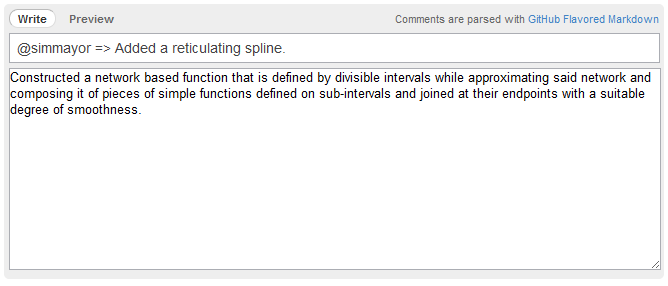 Write Preview Comments are parsed with GitHub Flavored Markdown
@simmayor => Added a reticulating spline.
Constructed a network based function that is defined by divisible intervals while approximating said network and
composing it of pieces of simple functions defined on sub-intervals and joined at their endpoints with a suitable
degree of smoothness.